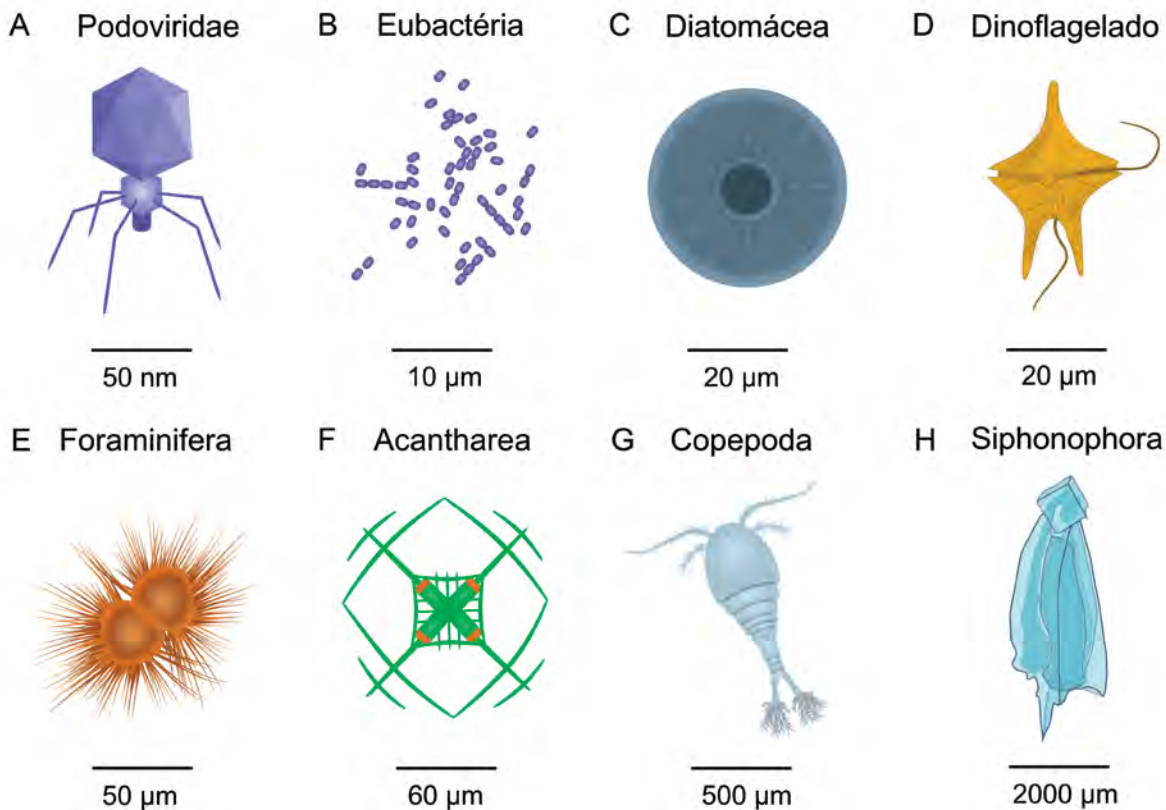 A Podoviridae
B Eubactéria
C Diatomácea
D Dinoflagelado
50 nm
10 µm
20 µm
20 µm
E Foraminifera
F Acantharea
G Copepoda
H Siphonophora
50 µm
60 µm
500 µm
2000 µm